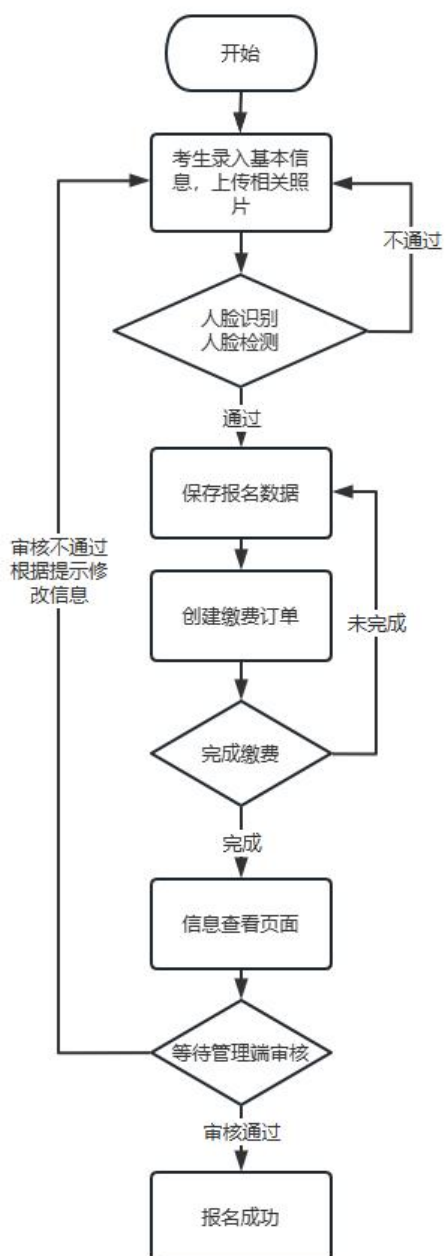 开始
考生录入基本信
息，上传相关照
片
不通过
人脸识别
人脸检测
通过
保存报名数据
审核不通过
根据提示修
改信息
创建缴费订单
未完成
完成缴费
完成
信息查看页面
等待管理端审核
审核通过
报名成功